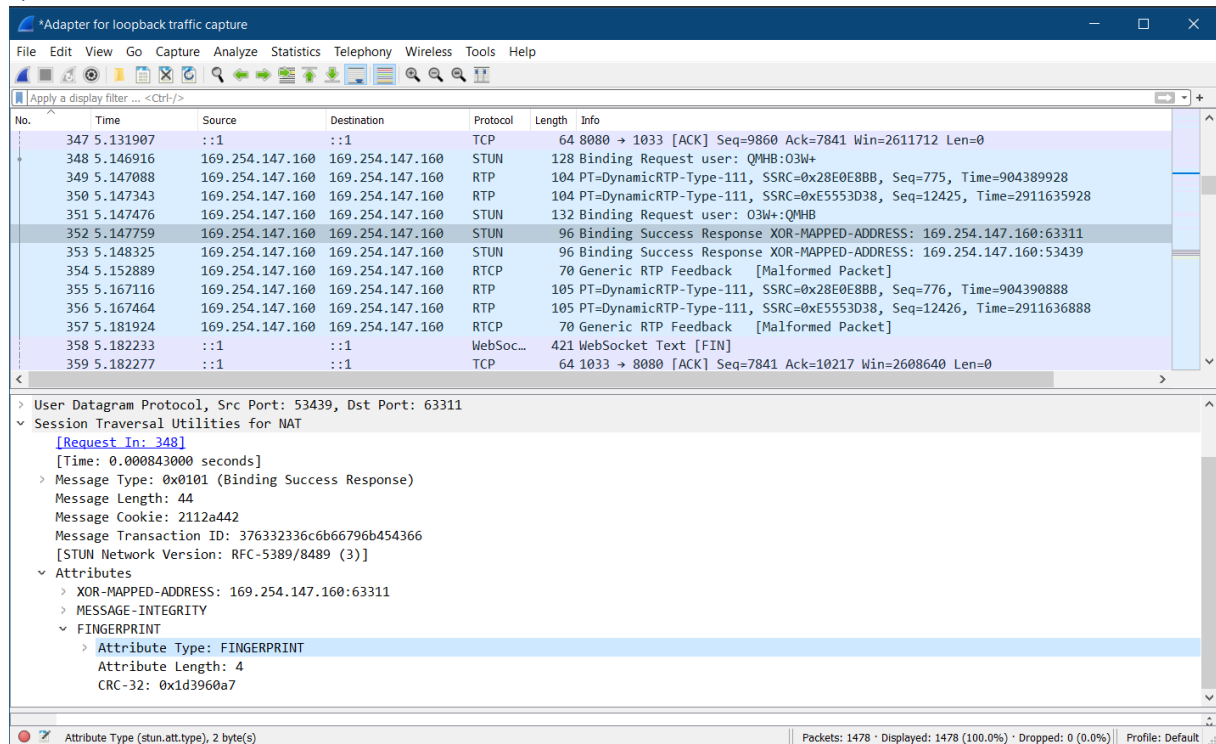 *Adapter for loopback traffic capture
File Edit View Go Capture Analyze Statistics Telephony Wireless Tools Help
Apply a display filter ... <Ctrl-/>
No. Time Source Destination Protocol Length Info
347 5.131907 ::1 ::1 TCP 64 8080 → 1033 [ACK] Seq=9860 Ack=7841 Win=2611712 Len=0
348 5.146916 169.254.147.160 169.254.147.160 STUN 128 Binding Request user: QMHB:O3W+
349 5.147088 169.254.147.160 169.254.147.160 RTP 104 PT=DynamicRTP-Type-111, SSRC=0x28E0E8BB, Seq=775, Time=904389928
350 5.147343 169.254.147.160 169.254.147.160 RTP 104 PT=DynamicRTP-Type-111, SSRC=0xE5553D38, Seq=12425, Time=2911635928
351 5.147476 169.254.147.160 169.254.147.160 STUN 132 Binding Request user: O3W+:QMHB
352 5.147759 169.254.147.160 169.254.147.160 STUN 96 Binding Success Response XOR-MAPPED-ADDRESS: 169.254.147.160:63311
353 5.148325 169.254.147.160 169.254.147.160 STUN 96 Binding Success Response XOR-MAPPED-ADDRESS: 169.254.147.160:53439
354 5.152889 169.254.147.160 169.254.147.160 RTCP 70 Generic RTP Feedback [Malformed Packet]
355 5.167116 169.254.147.160 169.254.147.160 RTP 105 PT=DynamicRTP-Type-111, SSRC=0x28E0E8BB, Seq=776, Time=904390888
356 5.167464 169.254.147.160 169.254.147.160 RTP 105 PT=DynamicRTP-Type-111, SSRC=0xE5553D38, Seq=12426, Time=2911636888
357 5.181924 169.254.147.160 169.254.147.160 RTCP 70 Generic RTP Feedback [Malformed Packet]
358 5.182233 ::1 ::1 WebSoc... 421 WebSocket Text [FIN]
359 5.182277 ::1 ::1 TCP 64 1033 → 8080 [ACK] Seq=7841 Ack=10217 Win=2608640 Len=0
User Datagram Protocol, Src Port: 53439, Dst Port: 63311
Session Traversal Utilities for NAT
[Request In: 348]
[Time: 0.000843000 seconds]
Message Type: 0x0101 (Binding Success Response)
Message Length: 44
Message Cookie: 2112a442
Message Transaction ID: 376332336c6b66796b454366
[STUN Network Version: RFC-5389/8489 (3)]
Attributes
XOR-MAPPED-ADDRESS: 169.254.147.160:63311
MESSAGE-INTEGRITY
FINGERPRINT
Attribute Type: FINGERPRINT
Attribute Length: 4
CRC-32: 0x1d3960a7
Attribute Type (stun.att.type), 2 byte(s) Packets: 1478 · Displayed: 1478 (100.0%) · Dropped: 0 (0.0%) Profile: Default